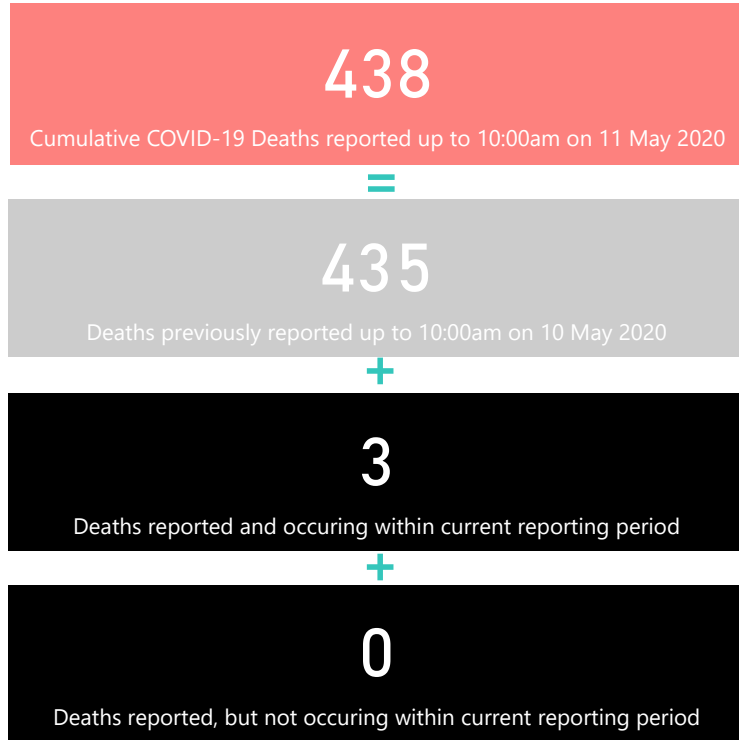 438
Cumulative COVID-19 Deaths reported up to 10:00am on 11 May 2020
=
435
Deaths previously reported up to 10:00am on 10 May 2020
+
3
Deaths reported and occuring within current reporting period
+
0
Deaths reported, but not occuring within current reporting period